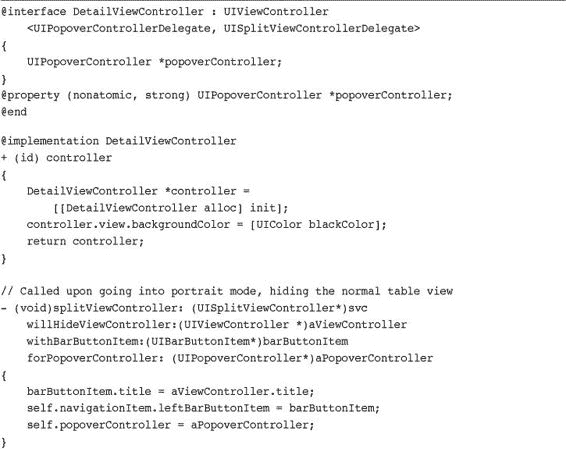 @interface DetailViewController : UIViewController
    <UIPopoverControllerDelegate, UISplitViewControllerDelegate>
{
    UIPopoverController *popoverController;
}
@property (nonatomic, strong) UIPopoverController *popoverController;
@end

@implementation DetailViewController
+ (id) controller
{
    DetailViewController *controller =
        [[DetailViewController alloc] init];
    controller.view.backgroundColor = [UIColor blackColor];
    return controller;
}

// Called upon going into portrait mode, hiding the normal table view
- (void)splitViewController: (UISplitViewController*)svc
    willHideViewController:(UIViewController *)aViewController
    withBarButtonItem:(UIBarButtonItem*)barButtonItem
    forPopoverController: (UIPopoverController*)aPopoverController
{
    barButtonItem.title = aViewController.title;
    self.navigationItem.leftBarButtonItem = barButtonItem;
    self.popoverController = aPopoverController;
}